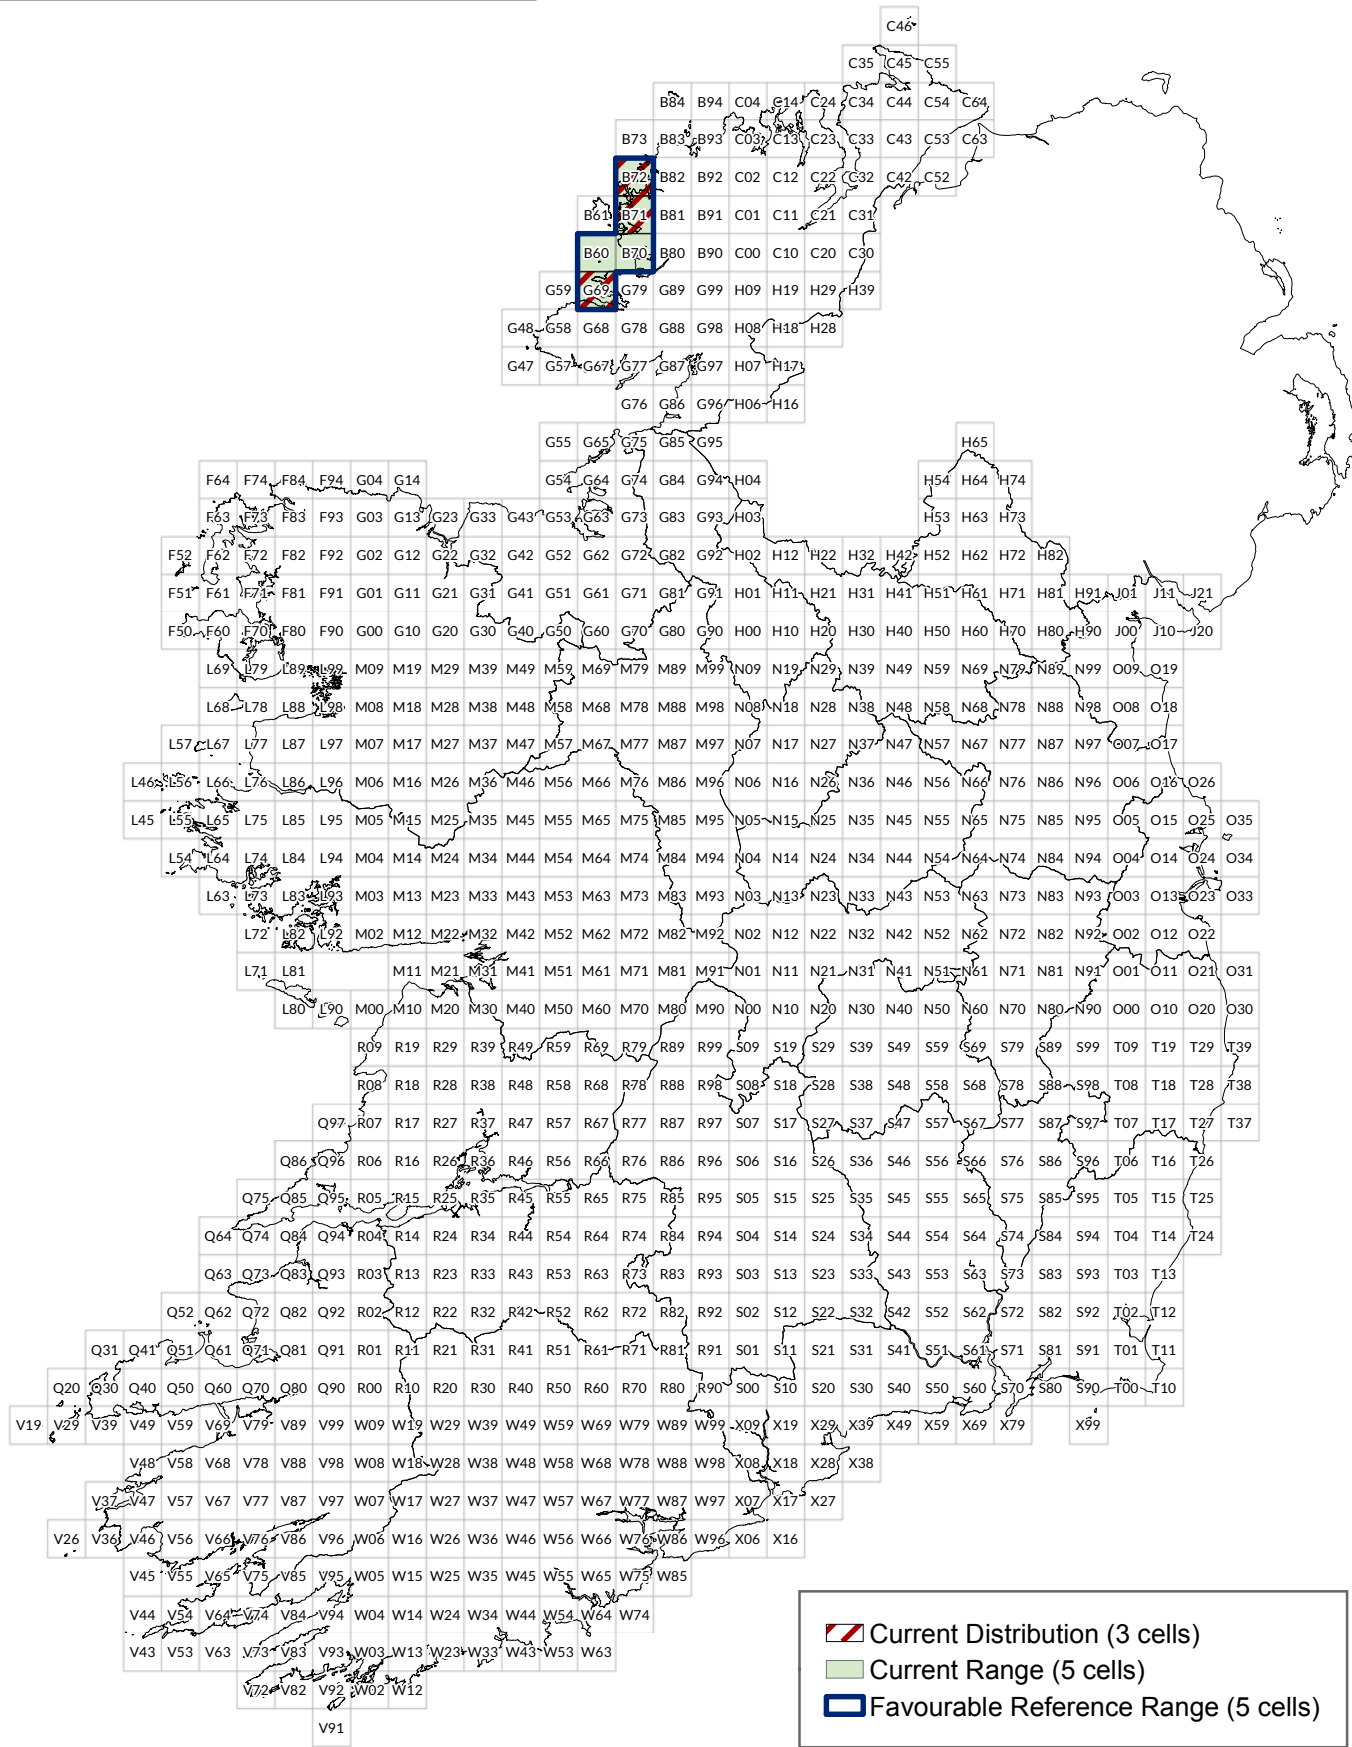 C46
C35 C45 C55
B84 B94 C04 C14 C24 C34 C44 C54 C64
B73 B83 B93 C03 C13 C23 C33 C43 C53 C63
B72 B82 B92 C02 C12 C22 C32 C42 C52
B61 B71 B81 B91 C01 C11 C21 C31
B60 B70 B80 B90 C00 C10 C20 C30
G59 G69 G79 G89 G99 H09 H19 H29 H39
G48 G58 G68 G78 G88 G98 H08 H18 H28
G47 G57 G67 G77 G87 G97 H07 H17
G76 G86 G96 H06 H16
G55 G65 G75 G85 G95 H65
F64 F74 F84 F94 G04 G14 G54 G64 G74 G84 G94 H04 H54 H64 H74
F63 F73 F83 F93 G03 G13 G23 G33 G43 G53 G63 G73 G83 G93 H03 H53 H63 H73
F52 F62 F72 F82 F92 G02 G12 G22 G32 G42 G52 G62 G72 G82 G92 H02 H12 H22 H32 H42 H52 H62 H72 H82
F51 F61 F71 F81 F91 G01 G11 G21 G31 G41 G51 G61 G71 G81 G91 H01 H11 H21 H31 H41 H51 H61 H71 H81 H91 J01 J11 J21
F50 F60 F70 F80 F90 G00 G10 G20 G30 G40 G50 G60 G70 G80 G90 H00 H10 H20 H30 H40 H50 H60 H70 H80 H90 J00 J10 J20
L69 L79 L89 L99 M09 M19 M29 M39 M49 M59 M69 M79 M89 M99 N09 N19 N29 N39 N49 N59 N69 N79 N89 N99 O09 O19
L68 L78 L88 L98 M08 M18 M28 M38 M48 M58 M68 M78 M88 M98 N08 N18 N28 N38 N48 N58 N68 N78 N88 N98 O08 O18
L57 L67 L77 L87 L97 M07 M17 M27 M37 M47 M57 M67 M77 M87 M97 N07 N17 N27 N37 N47 N57 N67 N77 N87 N97 O07 O17
L46 L56 L66 L76 L86 L96 M06 M16 M26 M36 M46 M56 M66 M76 M86 M96 N06 N16 N26 N36 N46 N56 N66 N76 N86 N96 O06 O16 O26
L45 L55 L65 L75 L85 L95 M05 M15 M25 M35 M45 M55 M65 M75 M85 M95 N05 N15 N25 N35 N45 N55 N65 N75 N85 N95 O05 O15 O25 O35
L54 L64 L74 L84 L94 M04 M14 M24 M34 M44 M54 M64 M74 M84 M94 N04 N14 N24 N34 N44 N54 N64 N74 N84 N94 O04 O14 O24 O34
L63 L73 L83 L93 M03 M13 M23 M33 M43 M53 M63 M73 M83 M93 N03 N13 N23 N33 N43 N53 N63 N73 N83 N93 O03 O13 O23 O33
L72 L82 L92 M02 M12 M22 M32 M42 M52 M62 M72 M82 M92 N02 N12 N22 N32 N42 N52 N62 N72 N82 N92 O02 O12 O22
L71 L81 M11 M21 M31 M41 M51 M61 M71 M81 M91 N01 N11 N21 N31 N41 N51 N61 N71 N81 N91 O01 O11 O21 O31
L80 L90 M00 M10 M20 M30 M40 M50 M60 M70 M80 M90 N00 N10 N20 N30 N40 N50 N60 N70 N80 N90 O00 O10 O20 O30
R09 R19 R29 R39 R49 R59 R69 R79 R89 R99 S09 S19 S29 S39 S49 S59 S69 S79 S89 S99 T09 T19 T29 T39
R08 R18 R28 R38 R48 R58 R68 R78 R88 R98 S08 S18 S28 S38 S48 S58 S68 S78 S88 S98 T08 T18 T28 T38
Q97 R07 R17 R27 R37 R47 R57 R67 R77 R87 R97 S07 S17 S27 S37 S47 S57 S67 S77 S87 S97 T07 T17 T27 T37
Q86 Q96 R06 R16 R26 R36 R46 R56 R66 R76 R86 R96 S06 S16 S26 S36 S46 S56 S66 S76 S86 S96 T06 T16 T26
Q75 Q85 Q95 R05 R15 R25 R35 R45 R55 R65 R75 R85 R95 S05 S15 S25 S35 S45 S55 S65 S75 S85 S95 T05 T15 T25
Q64 Q74 Q84 Q94 R04 R14 R24 R34 R44 R54 R64 R74 R84 R94 S04 S14 S24 S34 S44 S54 S64 S74 S84 S94 T04 T14 T24
Q63 Q73 Q83 Q93 R03 R13 R23 R33 R43 R53 R63 R73 R83 R93 S03 S13 S23 S33 S43 S53 S63 S73 S83 S93 T03 T13
Q52 Q62 Q72 Q82 Q92 R02 R12 R22 R32 R42 R52 R62 R72 R82 R92 S02 S12 S22 S32 S42 S52 S62 S72 S82 S92 T02 T12
Q31 Q41 Q51 Q61 Q71 Q81 Q91 R01 R11 R21 R31 R41 R51 R61 R71 R81 R91 S01 S11 S21 S31 S41 S51 S61 S71 S81 S91 T01 T11
Q20 Q30 Q40 Q50 Q60 Q70 Q80 Q90 R00 R10 R20 R30 R40 R50 R60 R70 R80 R90 S00 S10 S20 S30 S40 S50 S60 S70 S80 S90 T00 T10
V19 V29 V39 V49 V59 V69 V79 V89 V99 W09 W19 W29 W39 W49 W59 W69 W79 W89 W99 X09 X19 X29 X39 X49 X59 X69 X79 X99
V48 V58 V68 V78 V88 V98 W08 W18 W28 W38 W48 W58 W68 W78 W88 W98 X08 X18 X28 X38
V37 V47 V57 V67 V77 V87 V97 W07 W17 W27 W37 W47 W57 W67 W77 W87 W97 X07 X17 X27
V26 V36 V46 V56 V66 V76 V86 V96 W06 W16 W26 W36 W46 W56 W66 W76 W86 W96 X06 X16
V45 V55 V65 V75 V85 V95 W05 W15 W25 W35 W45 W55 W65 W75 W85
V44 V54 V64 V74 V84 V94 W04 W14 W24 W34 W44 W54 W64 W74
V43 V53 V63 V73 V83 V93 W03 W13 W23 W33 W43 W53 W63
V72 V82 V92 W02 W12
V91
Current Distribution (3 cells)
Current Range (5 cells)
Favourable Reference Range (5 cells)